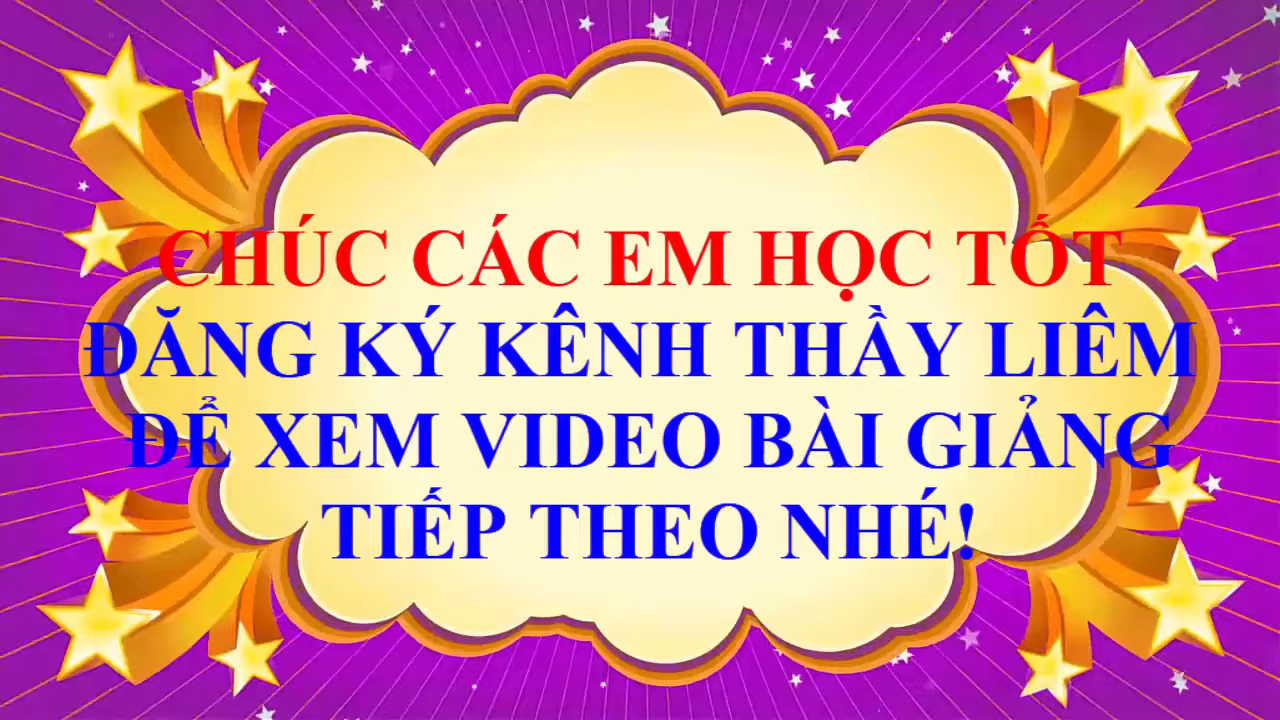 CHÚC CÁC EM HỌC TỐT
ĐĂNG KÝ KÊNH THẦY LIÊM
ĐỂ XEM VIDEO BÀI GIẢNG
TIẾP THEO NHÉ!